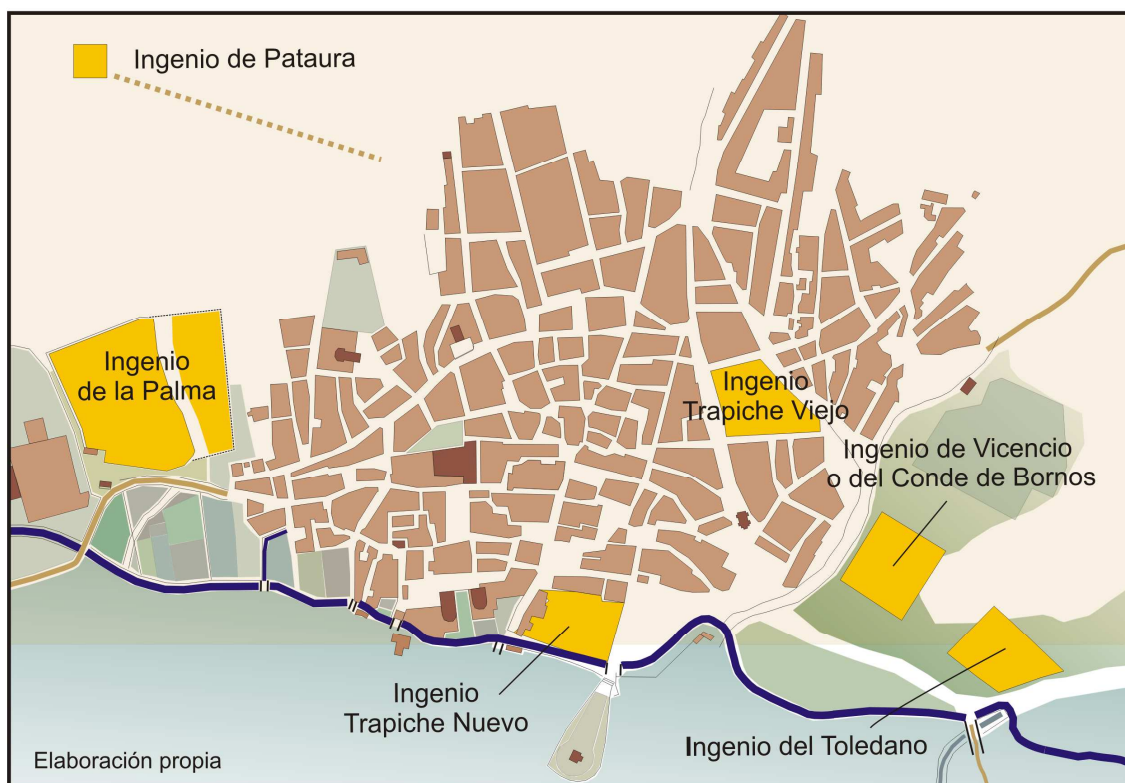 Ingenio de Pataura
Ingenio
de la Palma
Ingenio
Trapiche Viejo
Ingenio de Vicencio
o del Conde de Bornos
Ingenio
Trapiche Nuevo
Ingenio del Toledano
Elaboración propia